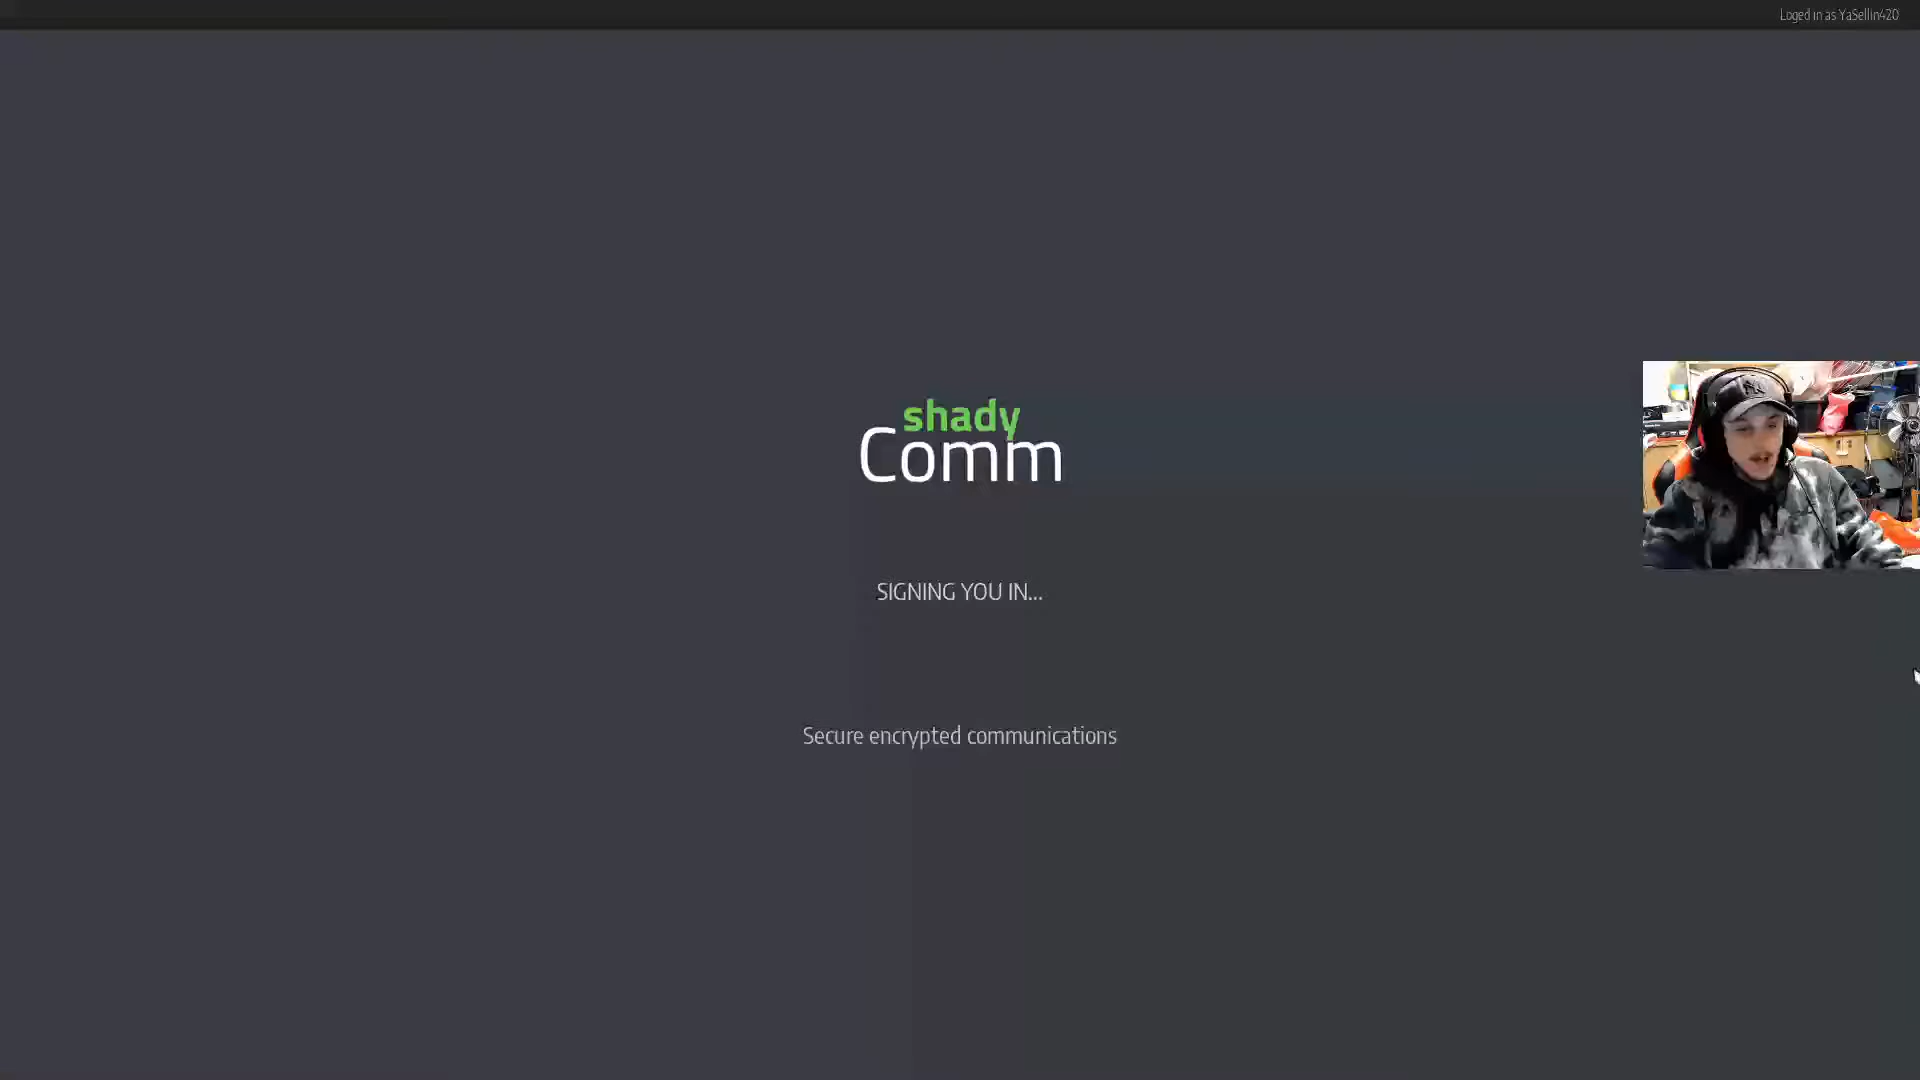 Loged in as YaSellin420
shady
Comm
SIGNING YOU IN...
Secure encrypted communications